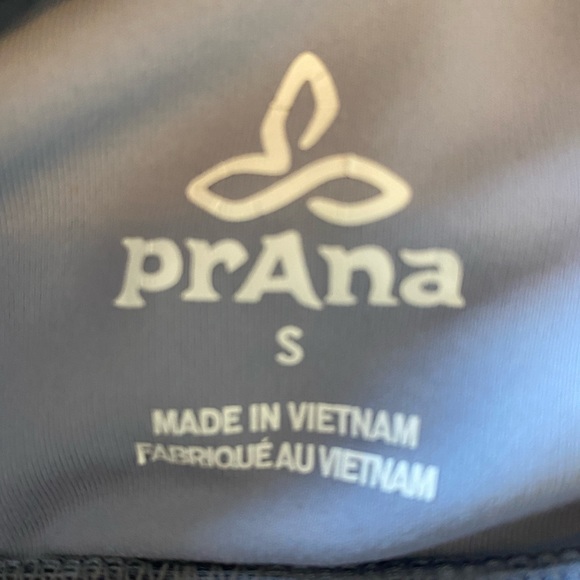 prAna
S
MADE IN VIETNAM
FABRIQUÉ AU VIETNAM